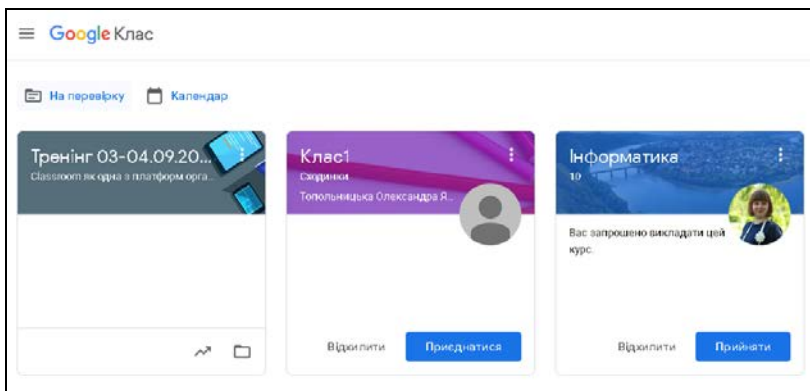 Google Клас
На перевірку Календар
Тренінг 03-04.09.20...
Classroom як одна з платформ орга...
Клас1
Сходинки
Топольницька Олександра Я...
Інформатика
10
Вас запрошено викладати цей
курс.
Відхилити Приєднатися
Відхилити Прийняти